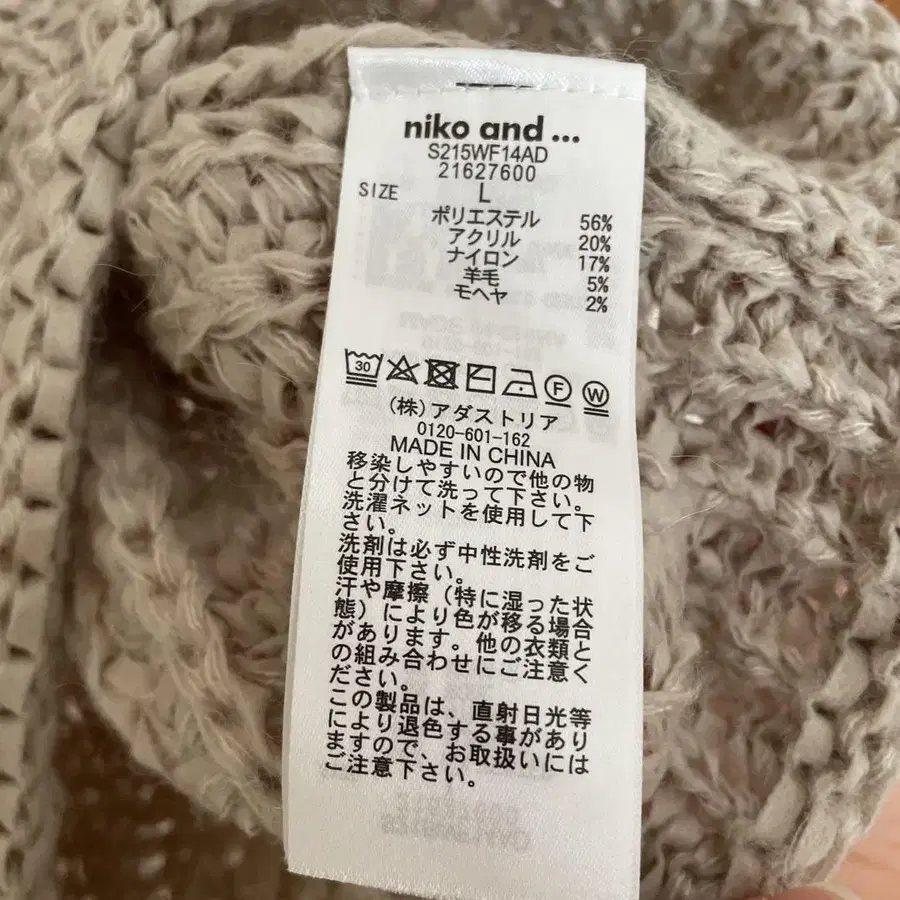 niko and ...
S215WF14AD
21627600
SIZE L
ポリエステル 56%
アクリル 20%
ナイロン 17%
羊毛 5%
モヘヤ 2%
30
F W
(株)アダストリア
0120-601-162
MADE IN CHINA
移染しやすいので他の物
と分けて洗って下さい。
洗濯ネットを使用して下
さい。
洗剤は必ず中性洗剤をご
使用下さい。
汗や摩擦(特に湿った状
態)により色が移る場合
があります。他の衣類と
の組み合わせにご注意く
ださい。
この製品は、直射日光等
により退色する事があり
ますので、お取扱いには
ご注意下さい。